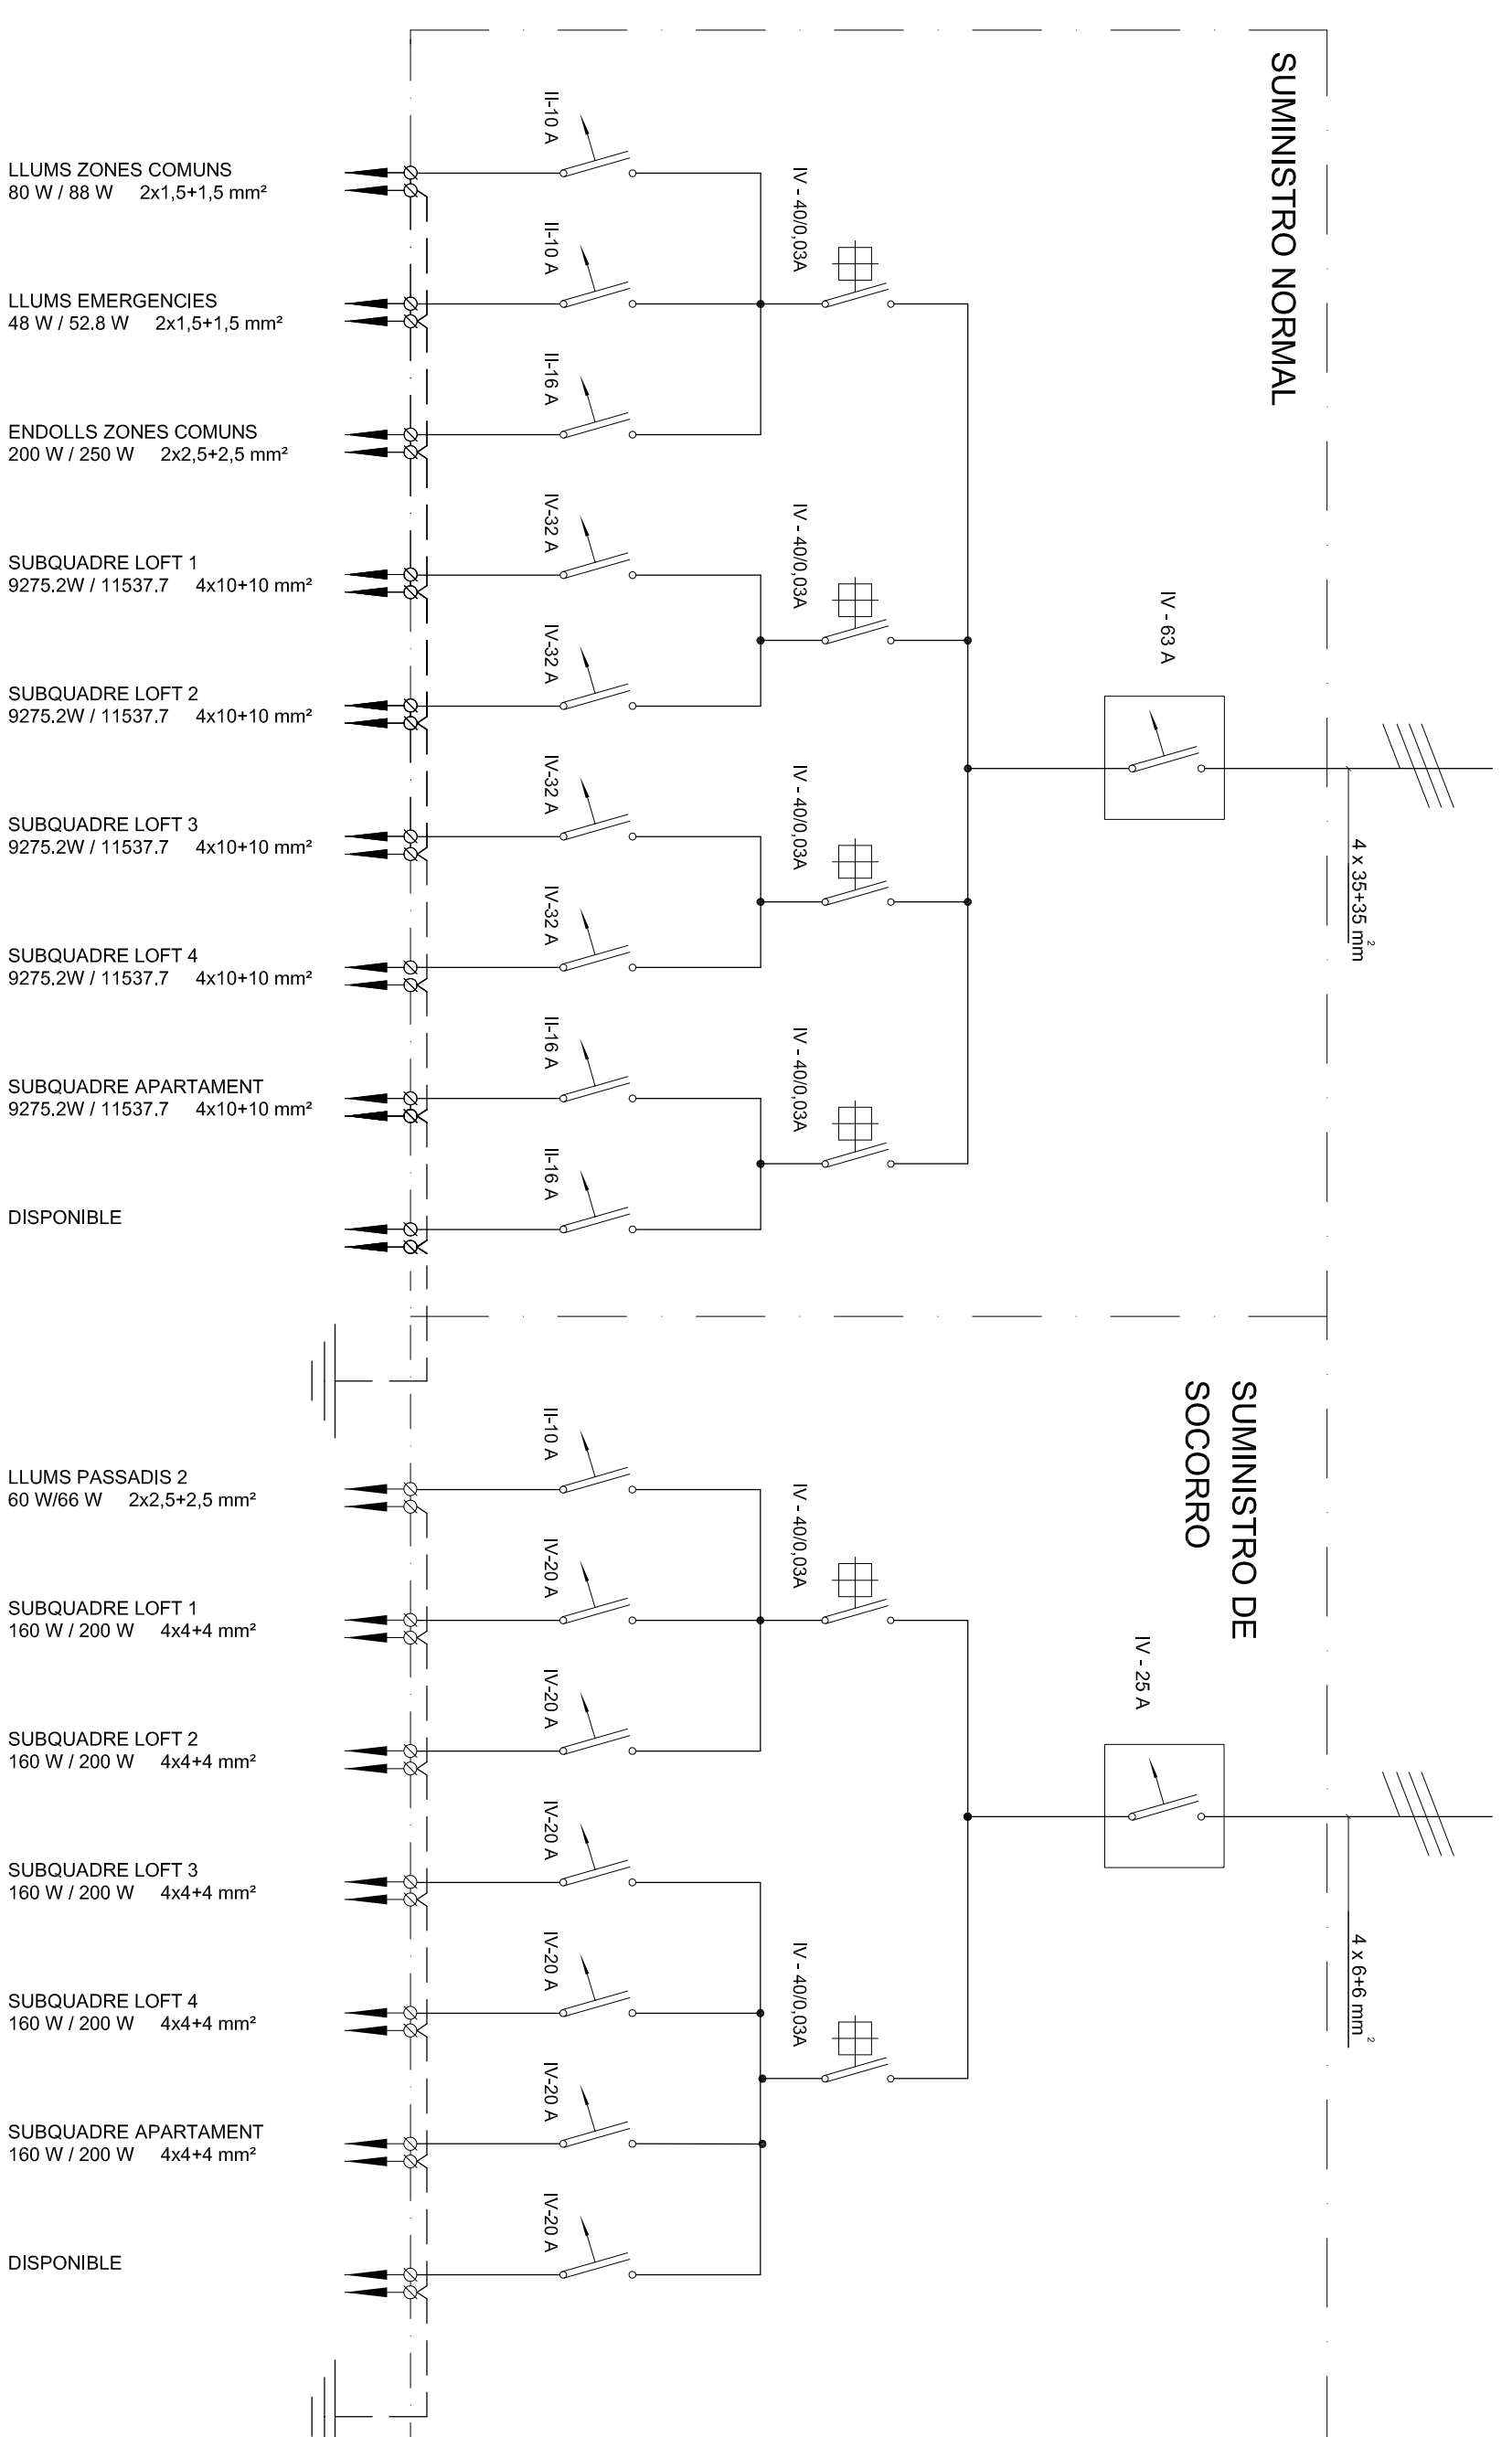 SUMINISTRO NORMAL
IV - 63 A
4 x 35+35 mm²
IV - 40/0,03A
IV - 40/0,03A
IV - 40/0,03A
IV - 40/0,03A
II-10 A
II-10 A
II-16 A
IV-32 A
IV-32 A
IV-32 A
IV-32 A
II-16 A
II-16 A
LLUMS ZONES COMUNS
80 W / 88 W 2x1,5+1,5 mm²
LLUMS EMERGENCIES
48 W / 52.8 W 2x1,5+1,5 mm²
ENDOLLS ZONES COMUNS
200 W / 250 W 2x2,5+2,5 mm²
SUBQUADRE LOFT 1
9275.2W / 11537.7 4x10+10 mm²
SUBQUADRE LOFT 2
9275.2W / 11537.7 4x10+10 mm²
SUBQUADRE LOFT 3
9275.2W / 11537.7 4x10+10 mm²
SUBQUADRE LOFT 4
9275.2W / 11537.7 4x10+10 mm²
SUBQUADRE APARTAMENT
9275.2W / 11537.7 4x10+10 mm²
DISPONIBLE
SUMINISTRO DE
SOCORRO
IV - 25 A
4 x 6+6 mm²
IV - 40/0,03A
IV - 40/0,03A
II-10 A
IV-20 A
IV-20 A
IV-20 A
IV-20 A
IV-20 A
IV-20 A
LLUMS PASSADIS 2
60 W/66 W 2x2,5+2,5 mm²
SUBQUADRE LOFT 1
160 W / 200 W 4x4+4 mm²
SUBQUADRE LOFT 2
160 W / 200 W 4x4+4 mm²
SUBQUADRE LOFT 3
160 W / 200 W 4x4+4 mm²
SUBQUADRE LOFT 4
160 W / 200 W 4x4+4 mm²
SUBQUADRE APARTAMENT
160 W / 200 W 4x4+4 mm²
DISPONIBLE